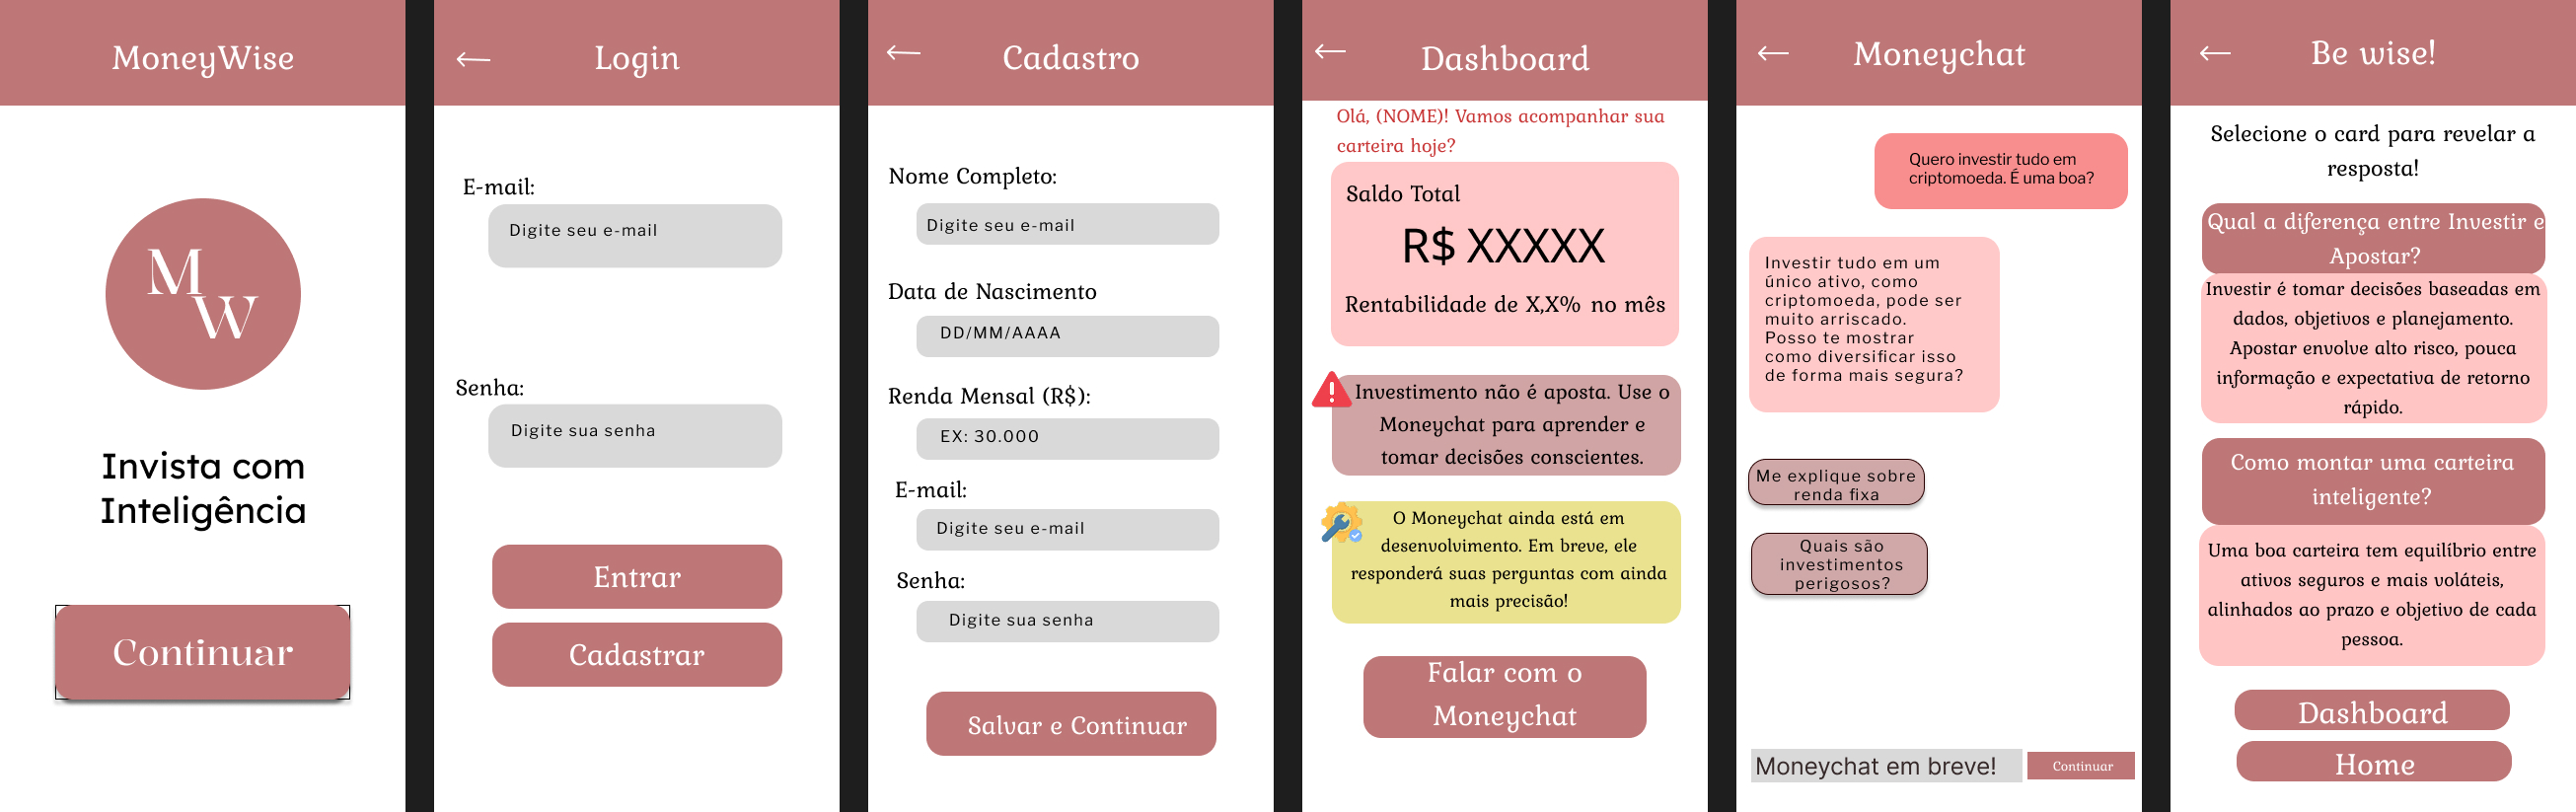 MoneyWise
M
W
Invista com
Inteligência
Continuar
Login
E-mail:
Digite seu e-mail
Senha:
Digite sua senha
Entrar
Cadastrar
Cadastro
Nome Completo:
Digite seu e-mail
Data de Nascimento
DD/MM/AAAA
Renda Mensal (R$):
EX: 30.000
E-mail:
Digite seu e-mail
Senha:
Digite sua senha
Salvar e Continuar
Dashboard
Olá, (NOME)! Vamos acompanhar sua
carteira hoje?
Saldo Total
R$ XXXXX
Rentabilidade de X,X% no mês
Investimento não é aposta. Use o
Moneychat para aprender e
tomar decisões conscientes.
O Moneychat ainda está em
desenvolvimento. Em breve, ele
responderá suas perguntas com ainda
mais precisão!
Falar com o
Moneychat
Moneychat
Quero investir tudo em
criptomoeda. É uma boa?
Investir tudo em um
único ativo, como
criptomoeda, pode ser
muito arriscado.
Posso te mostrar
como diversificar isso
de forma mais segura?
Me explique sobre
renda fixa
Quais são
investimentos
perigosos?
Moneychat em breve!
Continuar
Be wise!
Selecione o card para revelar a
resposta!
Qual a diferença entre Investir e
Apostar?
Investir é tomar decisões baseadas em
dados, objetivos e planejamento.
Apostar envolve alto risco, pouca
informação e expectativa de retorno
rápido.
Como montar uma carteira
inteligente?
Uma boa carteira tem equilíbrio entre
ativos seguros e mais voláteis,
alinhados ao prazo e objetivo de cada
pessoa.
Dashboard
Home